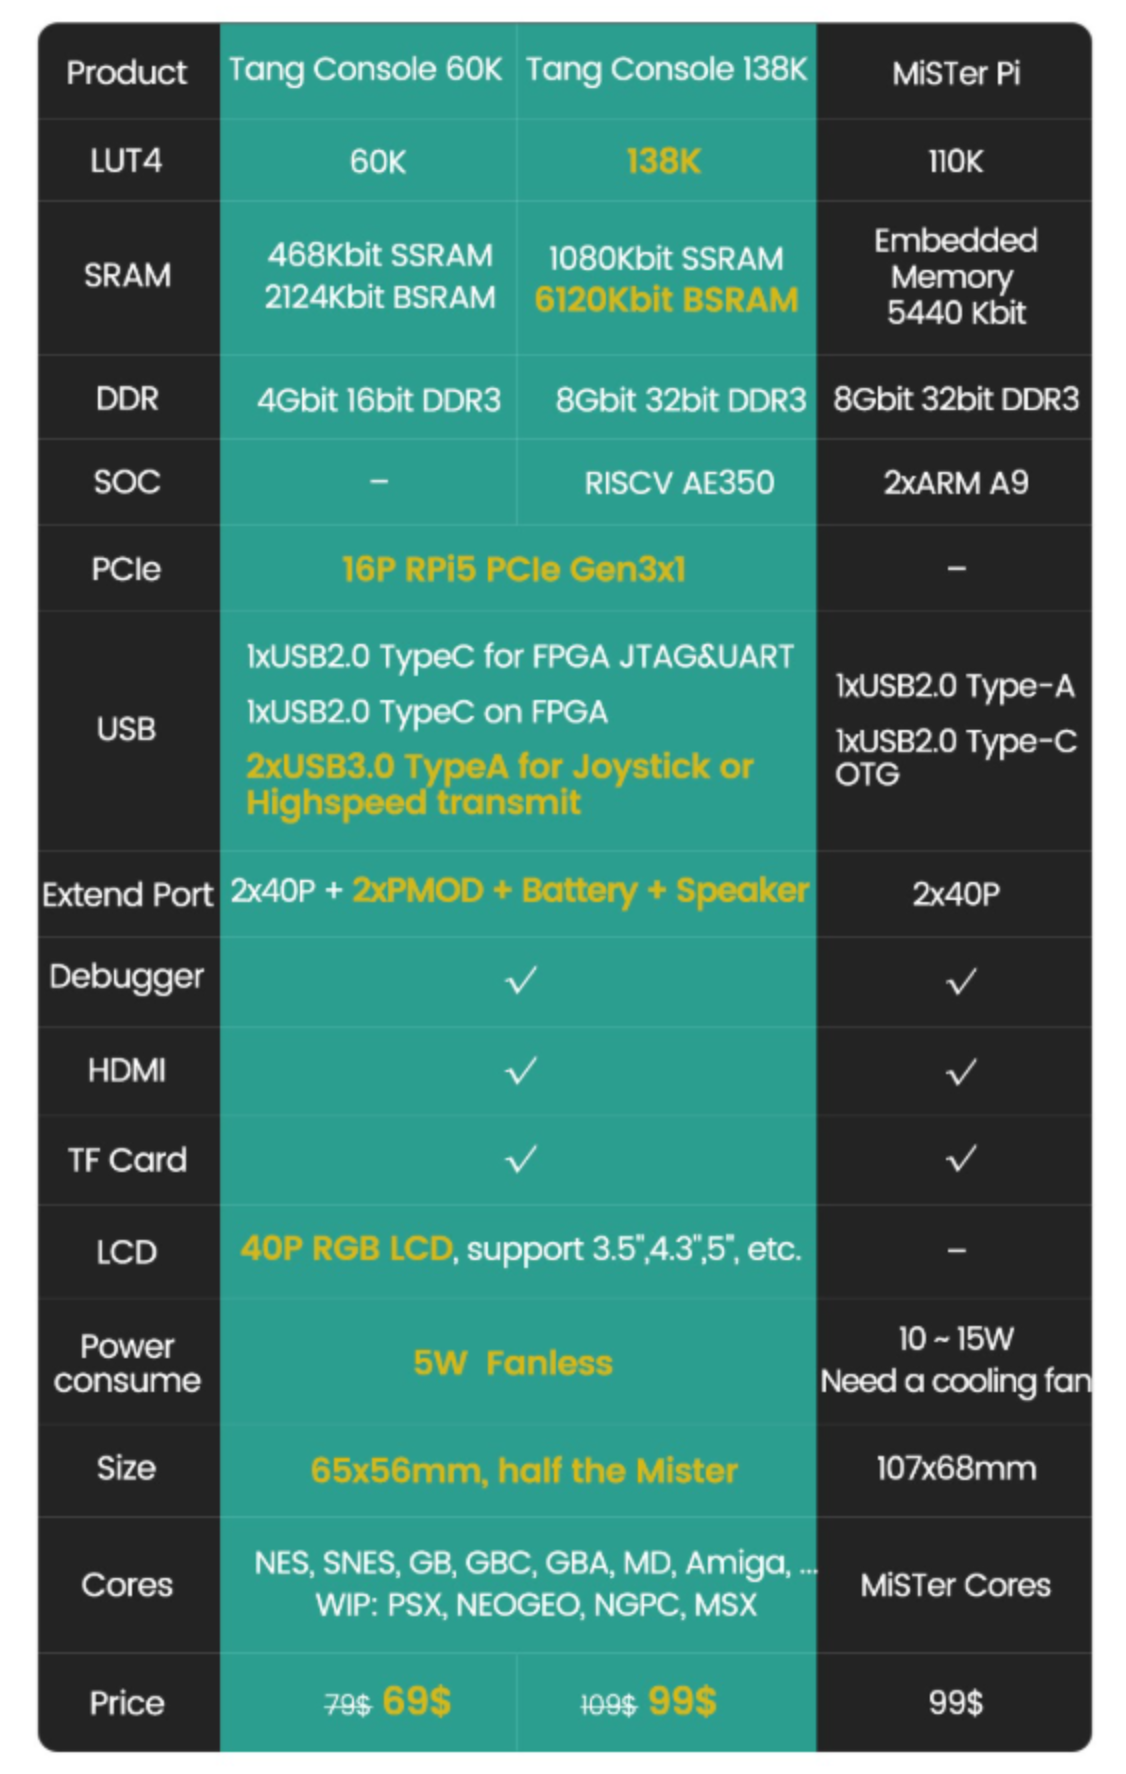 Product Tang Console 60K Tang Console 138K MiSTer Pi
LUT4 60K 138K 110K
SRAM 468Kbit SSRAM 2124Kbit BSRAM 1080Kbit SSRAM 6120Kbit BSRAM Embedded Memory 5440 Kbit
DDR 4Gbit 16bit DDR3 8Gbit 32bit DDR3 8Gbit 32bit DDR3
SOC – RISCV AE350 2xARM A9
PCIe 16P RPi5 PCIe Gen3x1 –
USB
1xUSB2.0 TypeC for FPGA JTAG&UART
1xUSB2.0 TypeC on FPGA
2xUSB3.0 TypeA for Joystick or
Highspeed transmit
1xUSB2.0 Type-A
1xUSB2.0 Type-C
OTG
Extend Port 2x40P + 2xPMOD + Battery + Speaker 2x40P
Debugger √ √
HDMI √ √
TF Card √ √
LCD 40P RGB LCD, support 3.5",4.3",5", etc. –
Power
consume
5W Fanless
10 ~ 15W
Need a cooling fan
Size 65x56mm, half the Mister 107x68mm
Cores
NES, SNES, GB, GBC, GBA, MD, Amiga, ...
WIP: PSX, NEOGEO, NGPC, MSX
MiSTer Cores
Price 79$ 69$ 109$ 99$ 99$